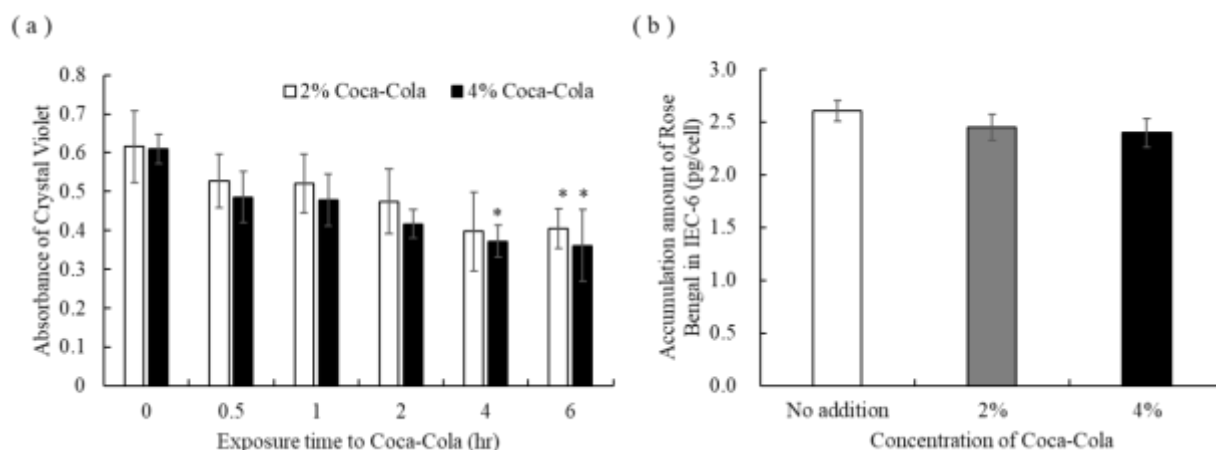 ( a )
0.8
0.7
0.6
0.5
0.4
0.3
0.2
0.1
0
Absorbance of Crystal Violet
2% Coca-Cola 4% Coca-Cola
*
* *
0 0.5 1 2 4 6
Exposure time to Coca-Cola (hr)
( b )
3.0
2.5
2.0
1.5
1.0
0.5
0.0
Accumulation amount of Rose
Bengal in IEC-6 (pg/cell)
No addition 2% 4%
Concentration of Coca-Cola